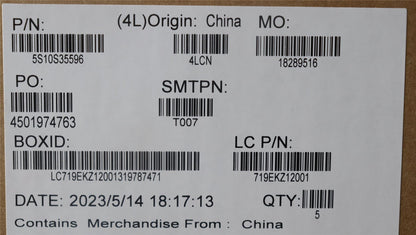 P/N: (4L)Origin: China MO:
5S10S35596 4LCN 18289516
PO: SMTPN:
4501974763 T007
BOXID: LC P/N:
LC719EKZ12001319787471 719EKZ12001
DATE: 2023/5/14 18:17:13 QTY:
5
Contains Merchandise From : China